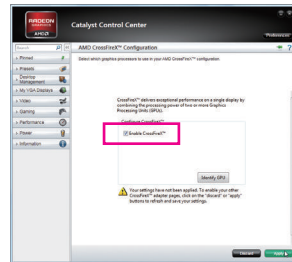 RADEON
GRAPHICS
AMD
Catalyst Control Center
Preferences
Search
AMD CrossFireX™ Configuration
Pinned
Presets
Desktop
Management
My VGA Displays
Video
Gaming
Performance
Power
Information
Select which graphics processors to use in your AMD CrossFireX™ configuration.
CrossFireX™ delivers exceptional performance on a single display by
combining the processing power of two or more Graphics
Processing Units (GPUs).
Configure CrossFireX™
Enable CrossFireX™
Identify GPU
Your settings have not been applied. To enable your other
CrossFireX™ adapter pages, click on the "discard" or "apply"
buttons to refresh and save your settings.
Discard
Apply